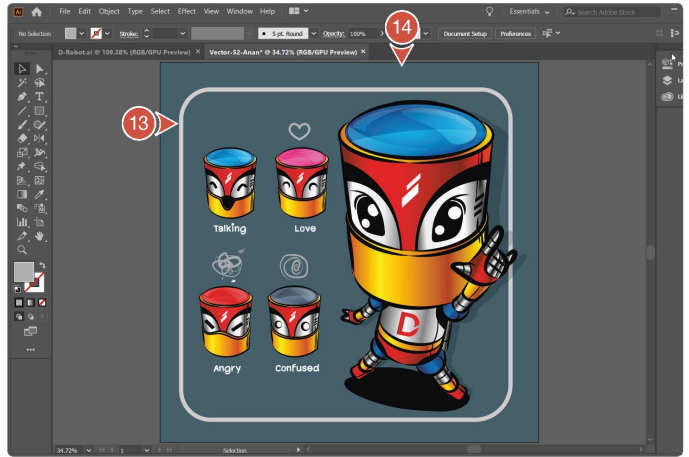 Ai File Edit Object Type Select Effect View Window Help Essentials Search Adobe Stock
No Selection Stroke: 5 pt. Round Opacity: 100% Document Setup Preferences
D-Robot.ai @ 109.28% (RGB/GPU Preview) × Vector-52-Anan* @ 34.72% (RGB/GPU Preview) ×
14
13
Talking Love
D
Angry Confused
34.72% 1 Selection